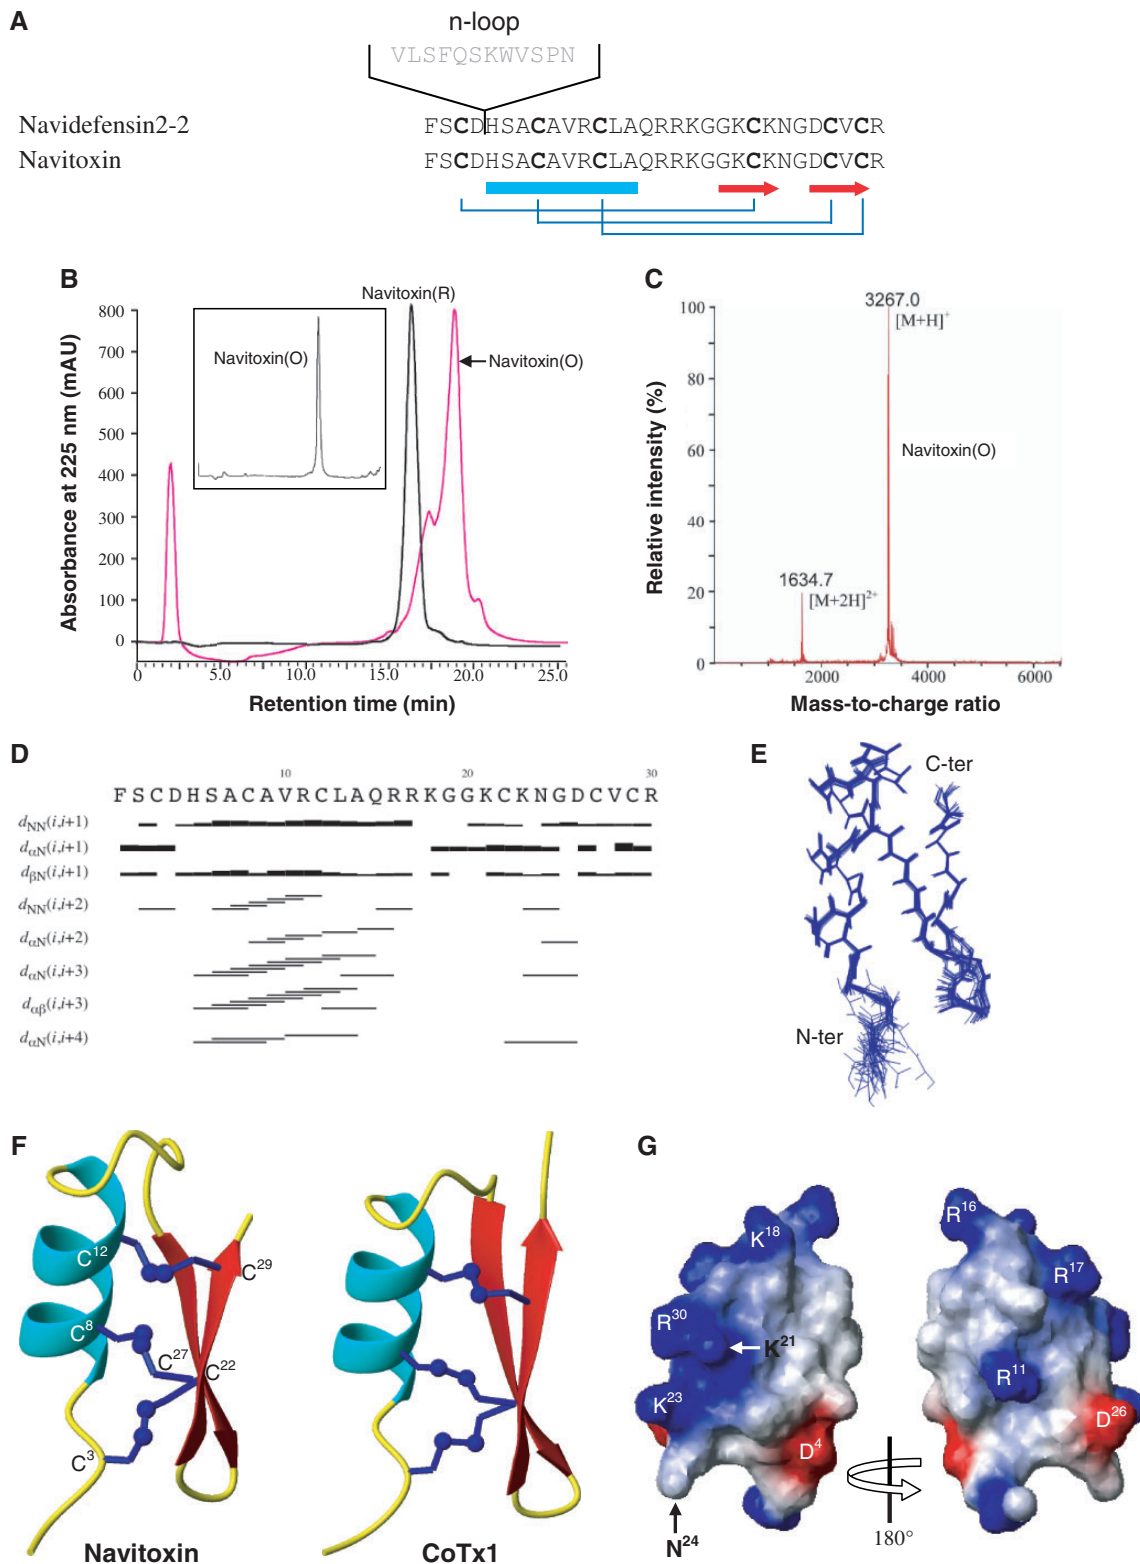 A
n-loop
VLSFQSKWVSPN
Navidefensin2-2 FSCDHSACAVRCLAQRRKGGKCKNGDCVCR
Navitoxin FSCDHSACAVRCLAQRRKGGKCKNGDCVCR
B
Absorbance at 225 nm (mAU)
800
700
600
500
400
300
200
100
0
Navitoxin(R)
Navitoxin(O)
Navitoxin(O)
0 5.0 10.0 15.0 20.0 25.0
Retention time (min)
C
Relative intensity (%)
100
80
60
40
20
0
3267.0
[M+H]+
Navitoxin(O)
1634.7
[M+2H]2+
2000 4000 6000
Mass-to-charge ratio
D
10 20 30
F S C D H S A C A V R C L A Q R R K G G K C K N G D C V C R
dNN(i,i+1)
dαN(i,i+1)
dβN(i,i+1)
dNN(i,i+2)
dαN(i,i+2)
dαN(i,i+3)
dαβ(i,i+3)
dαN(i,i+4)
E
C-ter
N-ter
F
C12
C29
C8
C27
C22
C3
Navitoxin
CoTx1
G
K18
R30
K21
K23
D4
N24
R16
R17
R11
D26
180°